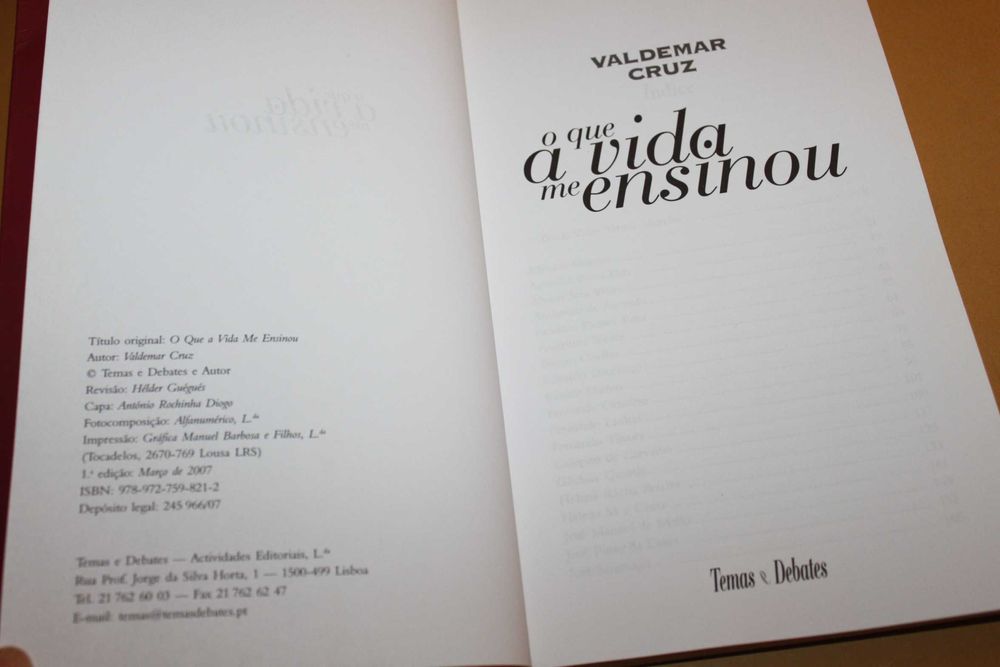 Título original: O Que a Vida Me Ensinou
Autor: Valdemar Cruz
© Temas e Debates e Autor
Revisão: Hélder Guégués
Capa: António Rochinha Diogo
Fotocomposição: Alfanumérico, L.da
Impressão: Gráfica Manuel Barbosa e Filhos, L.da
(Tocadelos, 2670-769 Lousa LRS)
1.ª edição: Março de 2007
ISBN: 978-972-759-821-2
Depósito legal: 245 966/07
Temas e Debates — Actividades Editoriais, L.da
Rua Prof. Jorge da Silva Horta, 1 — 1500-499 Lisboa
Tel. 21 762 60 03 — Fax 21 762 62 47
E-mail: temas@temasdebates.pt
VALDEMAR
CRUZ
Índice
o que
a vida
me ensinou
Temas e Debates